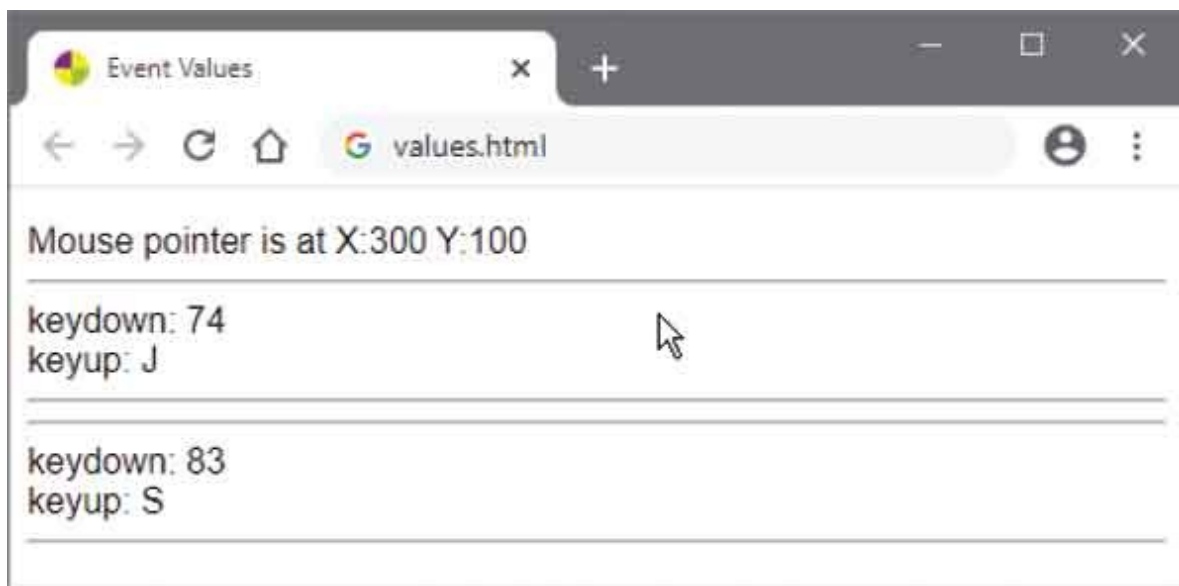 Event Values
values.html
Mouse pointer is at X:300 Y:100
keydown: 74
keyup: J
keydown: 83
keyup: S